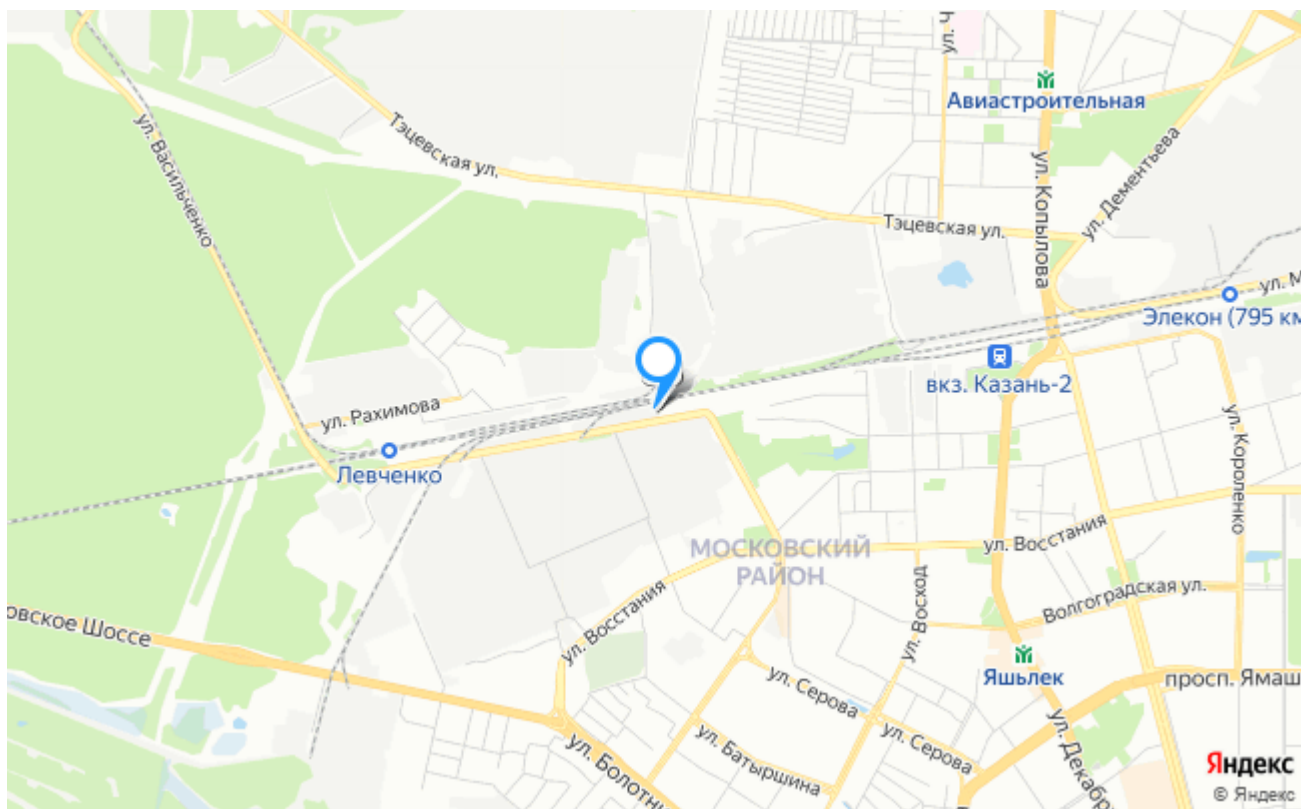 ул.
Авиастроительная
ул. Васильченко
Тэцевская ул.
ул. Копылова
ул. Дементьева
Тэцевская ул.
ул. М
Элекон (795 км
вкз. Казань-2
ул. Рахимова
Левченко
ул. Короленко
МОСКОВСКИЙ
РАЙОН
ул. Восстания
ул. Восстания
ул. Восход
Волгоградская ул.
овское Шоссе
Яшьлек
просп. Ямаш
ул. Серова
ул. Серова
ул. Батыршина
ул. Болотни
ул. Декабр
Яндекс
© Яндекс